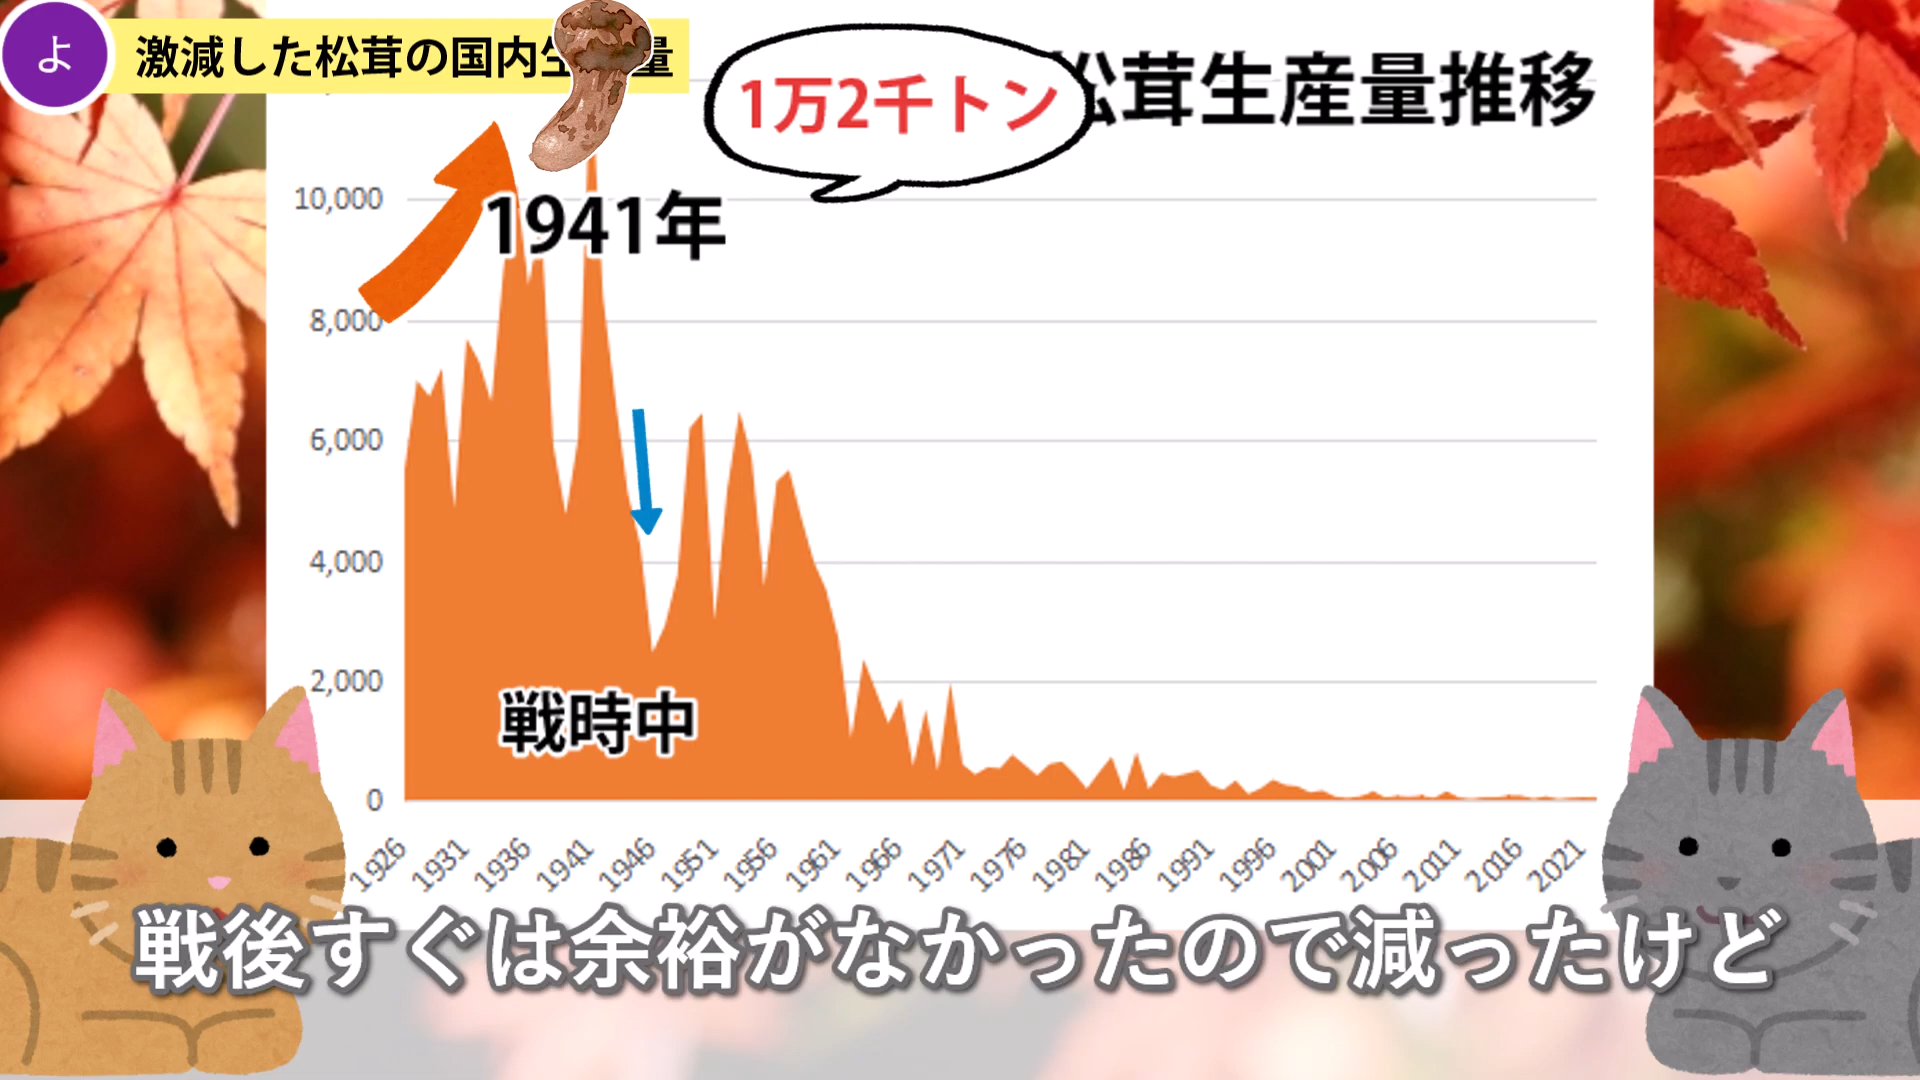 よ
激減した松茸の国内生 量
1万2千トン
松茸生産量推移
1941年
10,000
8,000
6,000
4,000
2,000
0
戦時中
1926 1931 1936 1941 1946 1951 1956 1961 1966 1971 1976 1981 1986 1991 1996 2001 2006 2011 2016 2021
戦後すぐは余裕がなかったので減ったけど